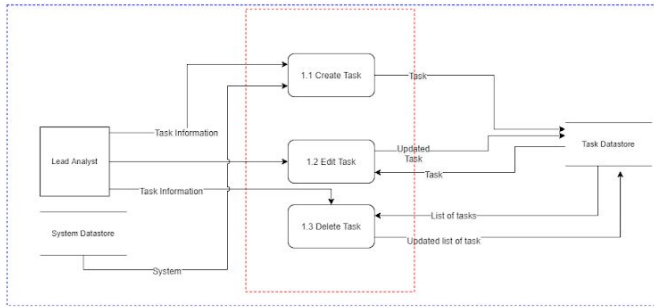 1.1 Create Task
Task
Task Information
Updated
Task
Task Datastore
Lead Analyst
1.2 Edit Task
Task
Task Information
List of tasks
System Datastore
1.3 Delete Task
Updated list of task
System